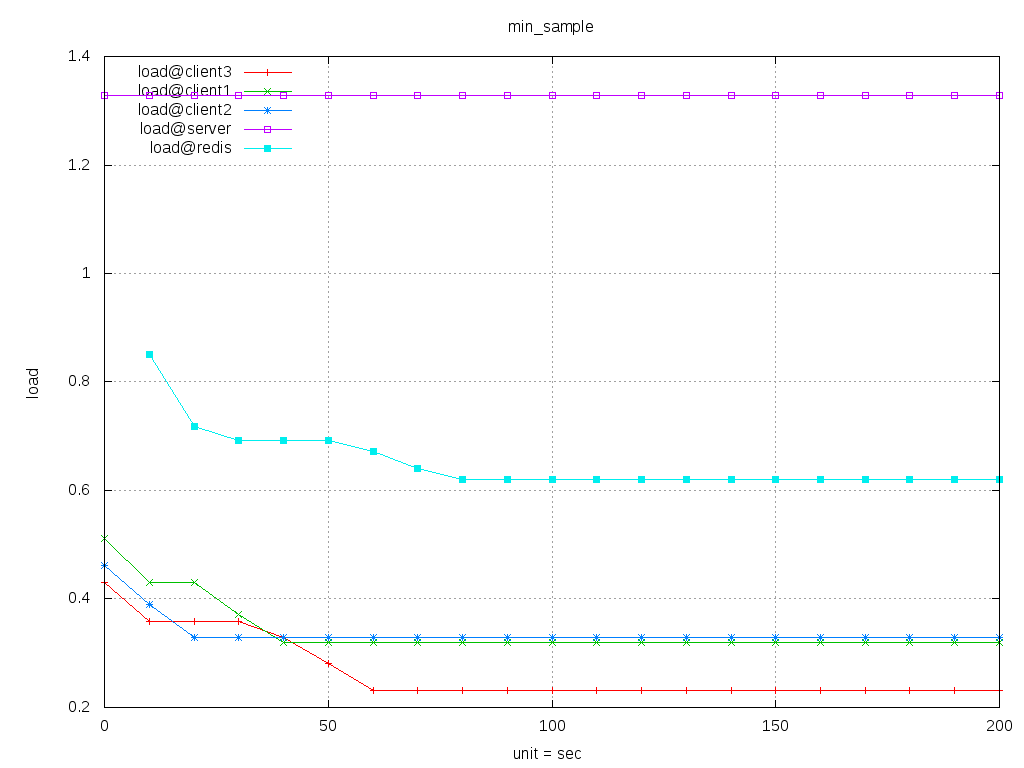 min_sample
1.4
1.2
1
0.8
0.6
0.4
0.2
load
load@client3
load@client1
load@client2
load@server
load@redis
0 50 100 150 200
unit = sec